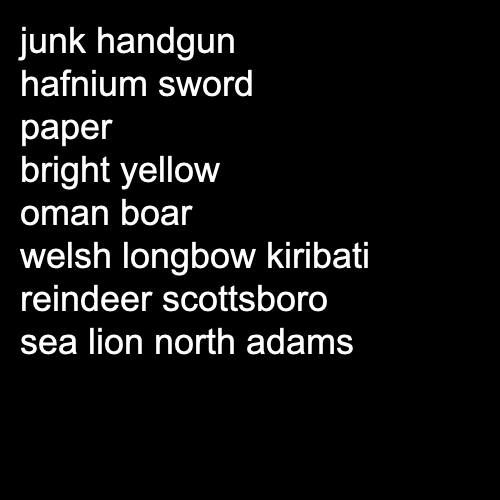 junk handgun
hafnium sword
paper
bright yellow
oman boar
welsh longbow kiribati
reindeer scottsboro
sea lion north adams